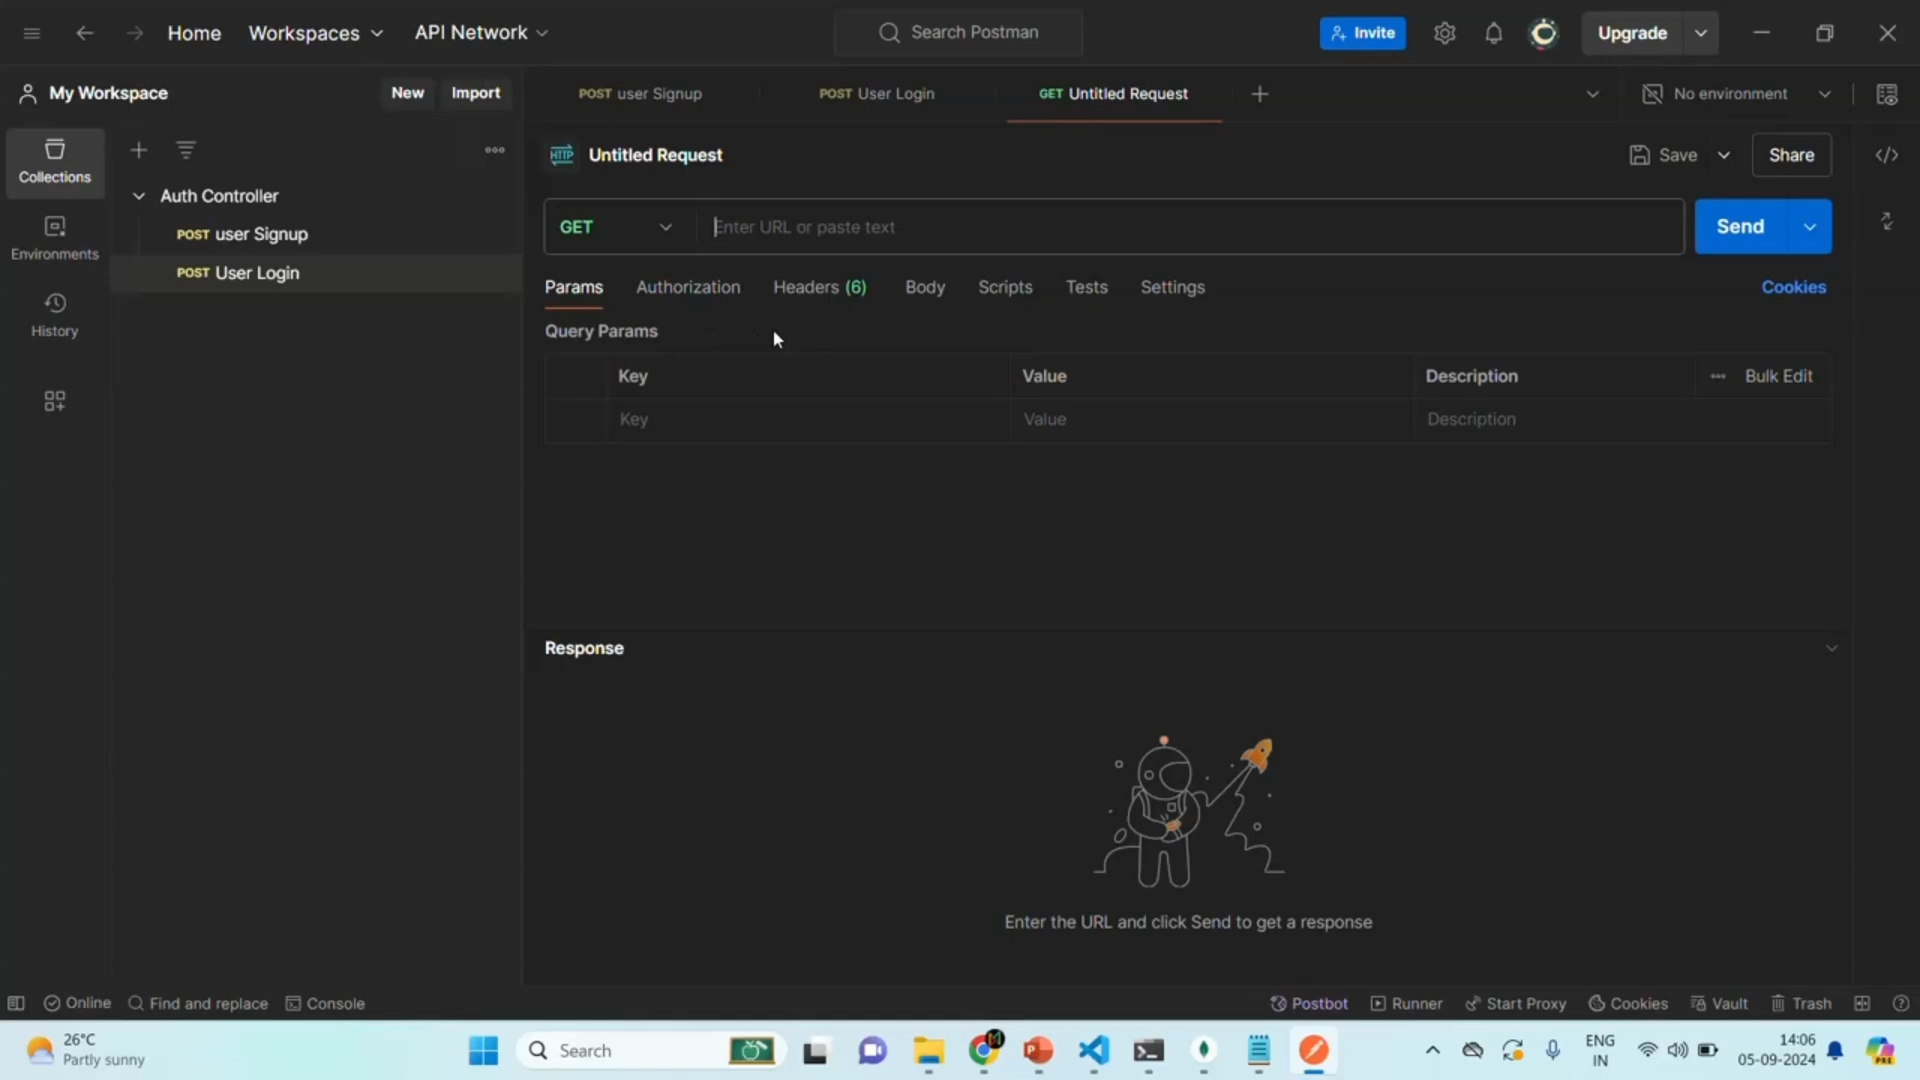 Home Workspaces API Network Search Postman Invite Upgrade
My Workspace New Import POST user Signup POST User Login GET Untitled Request No environment
Collections
Environments
History
Auth Controller
POST user Signup
POST User Login
HTTP Untitled Request Save Share
GET Enter URL or paste text Send
Params Authorization Headers (6) Body Scripts Tests Settings Cookies
Query Params
Key Value Description Bulk Edit
Key Value Description
Response
Enter the URL and click Send to get a response
Online Find and replace Console Postbot Runner Start Proxy Cookies Vault Trash
26°C
Partly sunny
Search
ENG
IN
14:06
05-09-2024
PRE